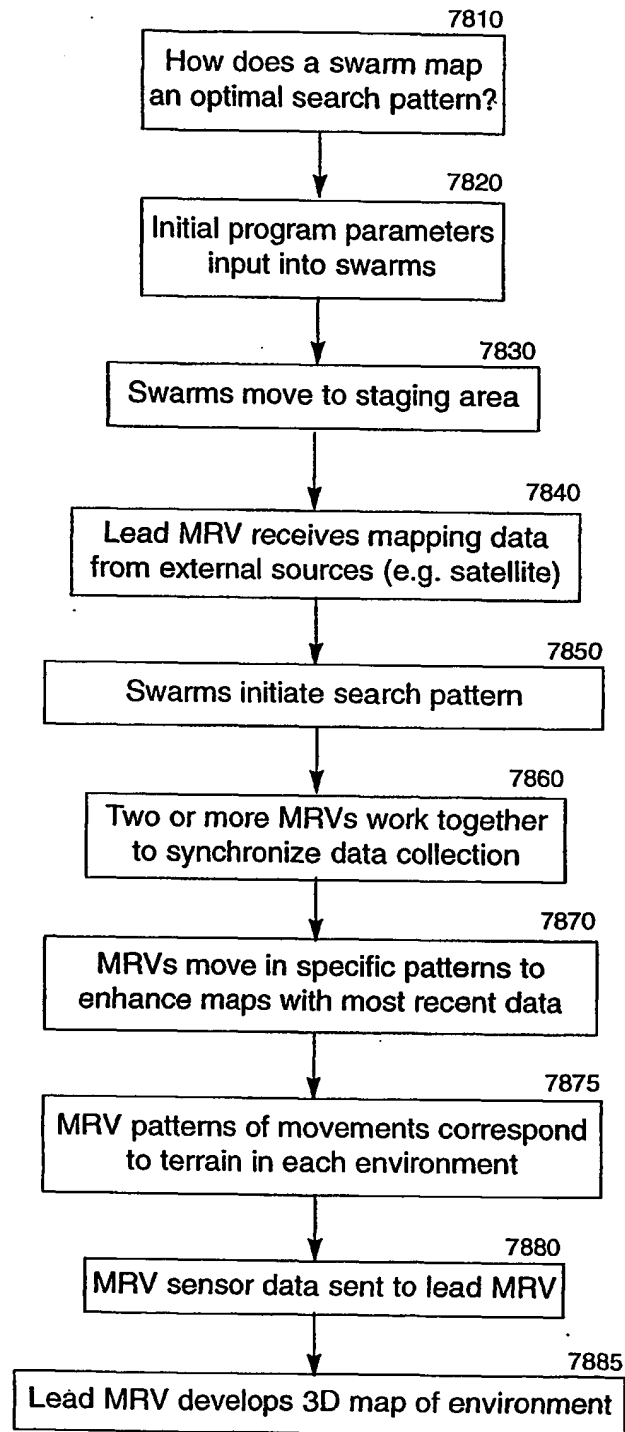 7810
How does a swarm map
an optimal search pattern?
7820
Initial program parameters
input into swarms
7830
Swarms move to staging area
7840
Lead MRV receives mapping data
from external sources (e.g. satellite)
7850
Swarms initiate search pattern
7860
Two or more MRVs work together
to synchronize data collection
7870
MRVs move in specific patterns to
enhance maps with most recent data
7875
MRV patterns of movements correspond
to terrain in each environment
7880
MRV sensor data sent to lead MRV
7885
Lead MRV develops 3D map of environment